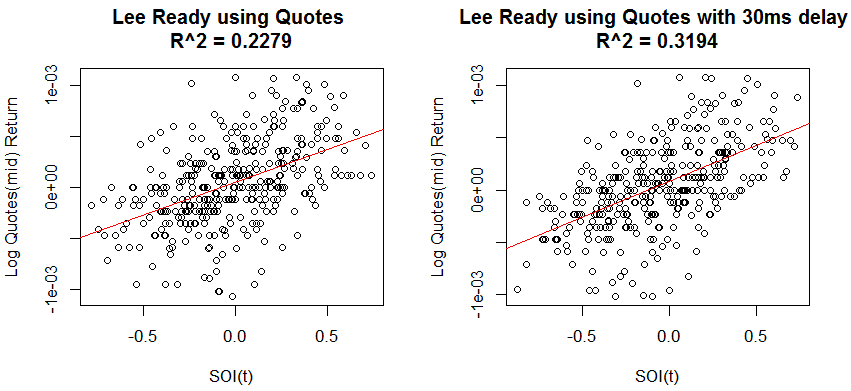 Lee Ready using Quotes
R^2 = 0.2279
Log Quotes(mid) Return
1e-03
0e+00
-1e-03
-0.5
0.0
0.5
SOI(t)
Lee Ready using Quotes with 30ms delay
R^2 = 0.3194
Log Quotes(mid) Return
1e-03
0e+00
-1e-03
-0.5
0.0
0.5
SOI(t)